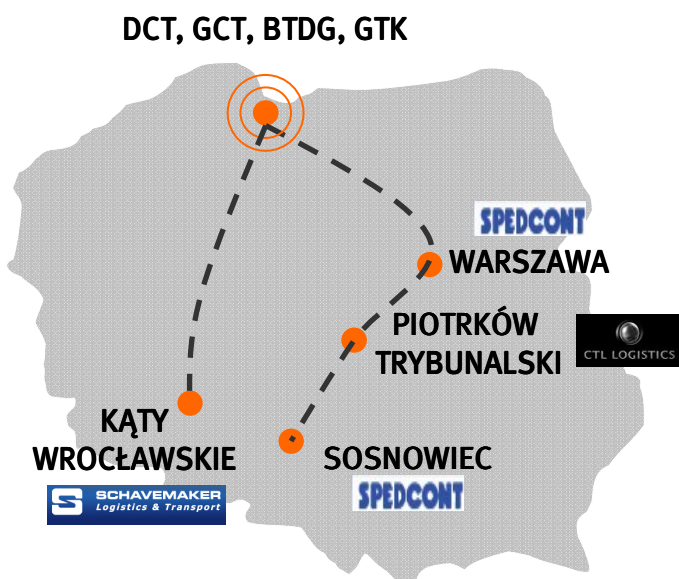 DCT, GCT, BTDG, GTK
SPEDCONT
WARSZAWA
PIOTRKÓW
TRYBUNALSKI
CTL LOGISTICS
KĄTY
WROCŁAWSKIE
SCHAVEMAKER
Logistics & Transport
SOSNOWIEC
SPEDCONT